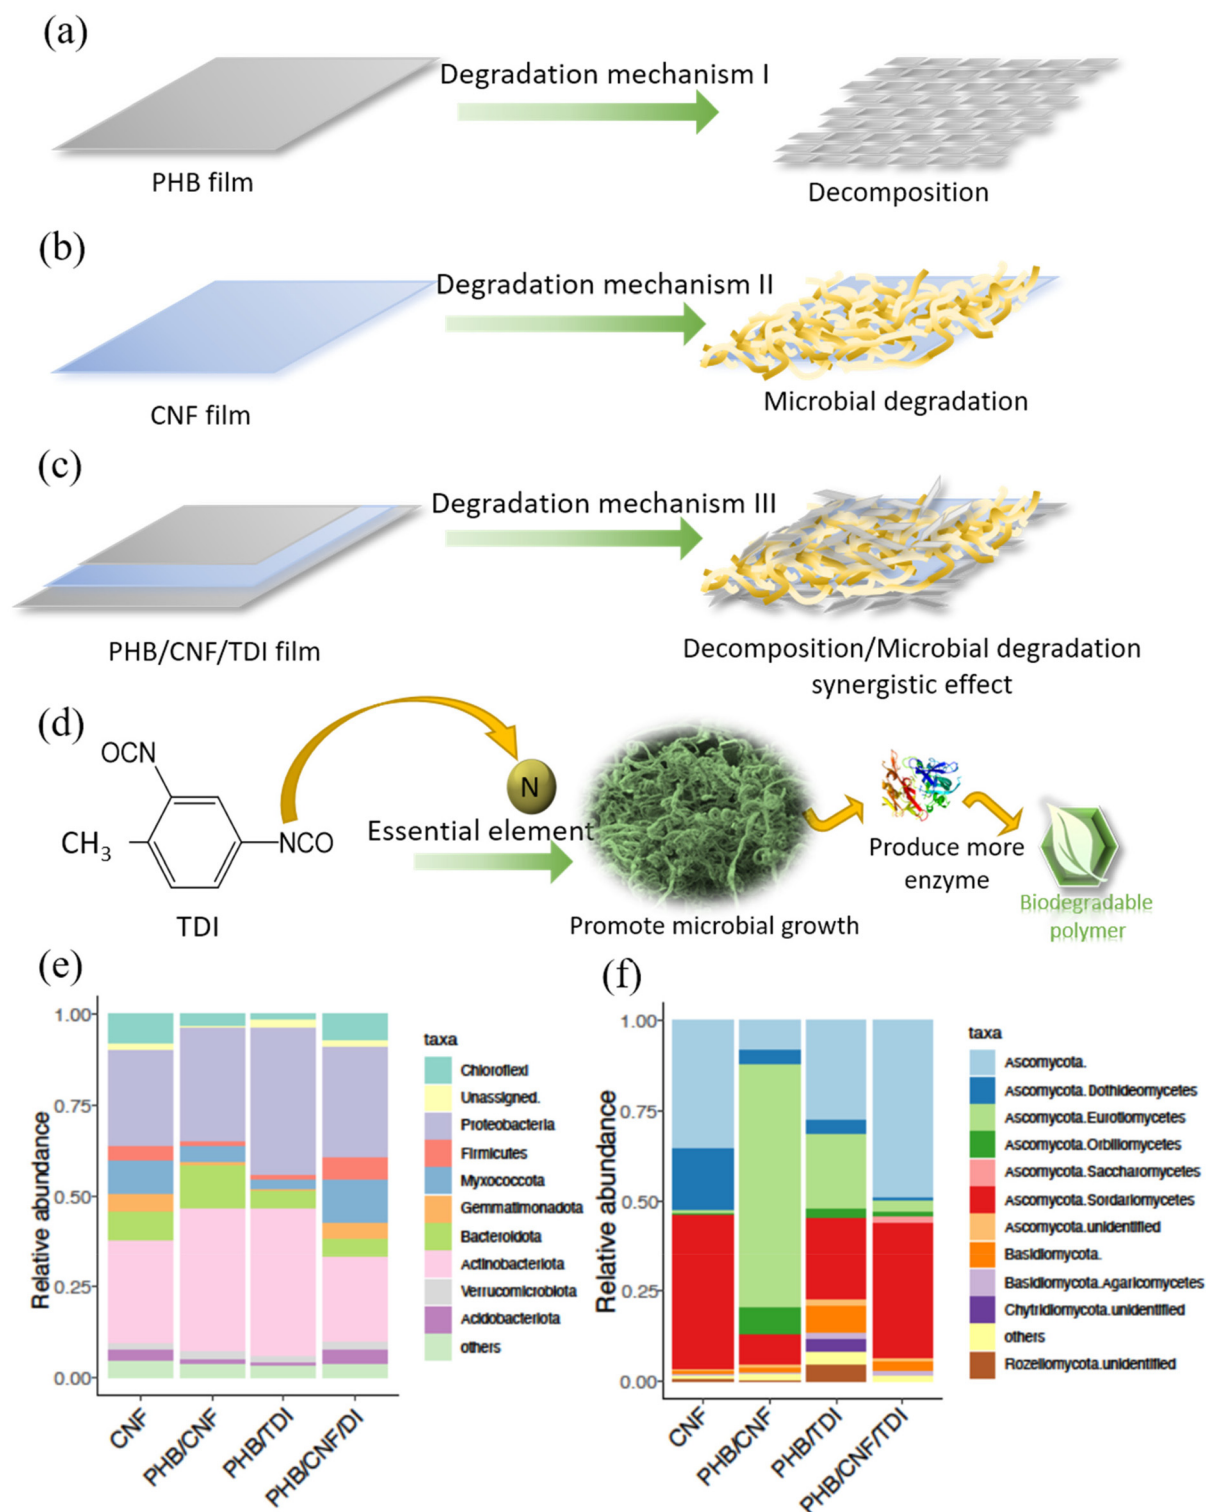 (a)
Degradation mechanism I
PHB film
Decomposition
(b)
Degradation mechanism II
CNF film
Microbial degradation
(c)
Degradation mechanism III
PHB/CNF/TDI film
Decomposition/Microbial degradation
synergistic effect
(d)
OCN
CH3
NCO
TDI
N
Essential element
Promote microbial growth
Produce more
enzyme
Biodegradable
polymer
(e)
Relative abundance
1.00
0.75
0.50
0.25
0.00
CNF
PHB/CNF
PHB/TDI
PHB/CNF/DI
taxa
Chloroflexi
Unassigned.
Proteobacteria
Firmicutes
Myxococcota
Gemmatimonadota
Bacteroidota
Actinobacteriota
Verrucomicrobiota
Acidobacteriota
others
(f)
Relative abundance
1.00
0.75
0.50
0.25
0.00
CNF
PHB/CNF
PHB/TDI
PHB/CNF/TDI
taxa
Ascomycota.
Ascomycota.Dothideomycetes
Ascomycota.Eurotiomycetes
Ascomycota.Orbiliomycetes
Ascomycota.Saccharomycetes
Ascomycota.Sordariomycetes
Ascomycota.unidentified
Basidiomycota.
Basidiomycota.Agaricomycetes
Chytridiomycota.unidentified
others
Rozellomycota.unidentified